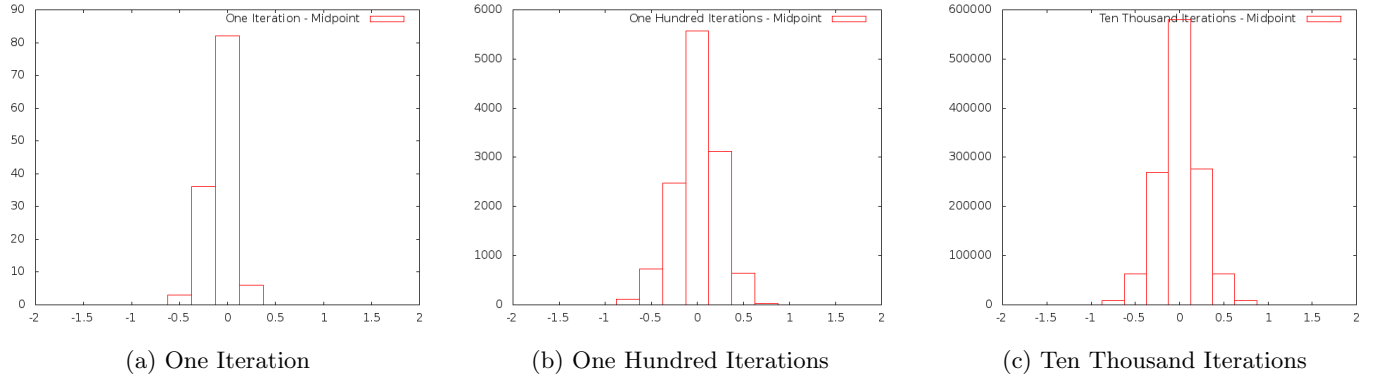 One Iteration - Midpoint
90
80
70
60
50
40
30
20
10
0
-2 -1.5 -1 -0.5 0 0.5 1 1.5 2
(a) One Iteration
One Hundred Iterations - Midpoint
6000
5000
4000
3000
2000
1000
0
-2 -1.5 -1 -0.5 0 0.5 1 1.5 2
(b) One Hundred Iterations
Ten Thousand Iterations - Midpoint
600000
500000
400000
300000
200000
100000
0
-2 -1.5 -1 -0.5 0 0.5 1 1.5 2
(c) Ten Thousand Iterations